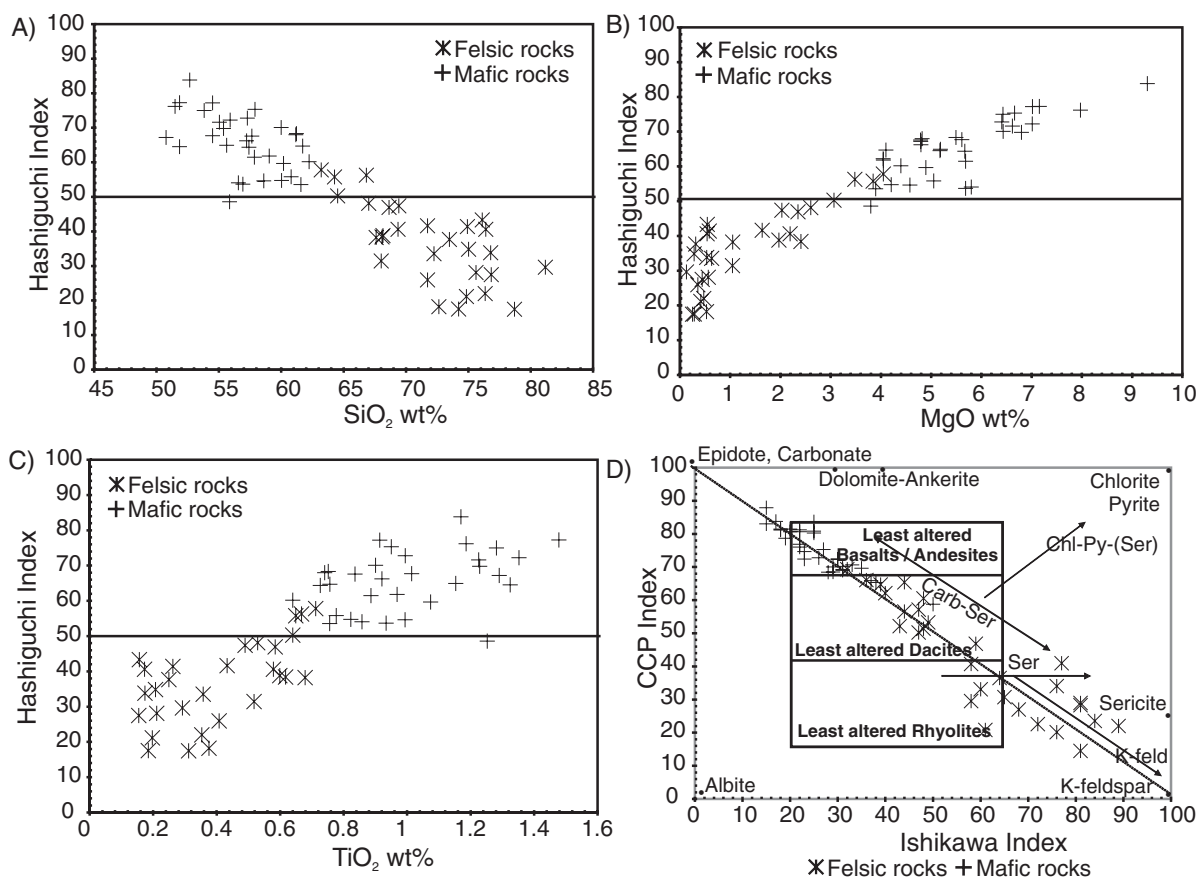 A)
100
90
80
70
60
50
40
30
20
10
0
Hashiguchi Index
Felsic rocks
Mafic rocks
45 50 55 60 65 70 75 80 85
SiO₂ wt%
B)
100
90
80
70
60
50
40
30
20
10
0
Hashiguchi Index
Felsic rocks
Mafic rocks
0 1 2 3 4 5 6 7 8 9 10
MgO wt%
C)
100
90
80
70
60
50
40
30
20
10
0
Hashiguchi Index
Felsic rocks
Mafic rocks
0 0.2 0.4 0.6 0.8 1 1.2 1.4 1.6
TiO₂ wt%
D)
100
90
80
70
60
50
40
30
20
10
0
CCP Index
Epidote, Carbonate
Dolomite-Ankerite
Chlorite
Pyrite
Least altered
Basalts / Andesites
Chl-Py-(Ser)
Carb-Ser
Least altered Dacites
Ser
Sericite
Least altered Rhyolites
K-feld
Albite
K-feldspar
0 10 20 30 40 50 60 70 80 90 100
Ishikawa Index
Felsic rocks Mafic rocks